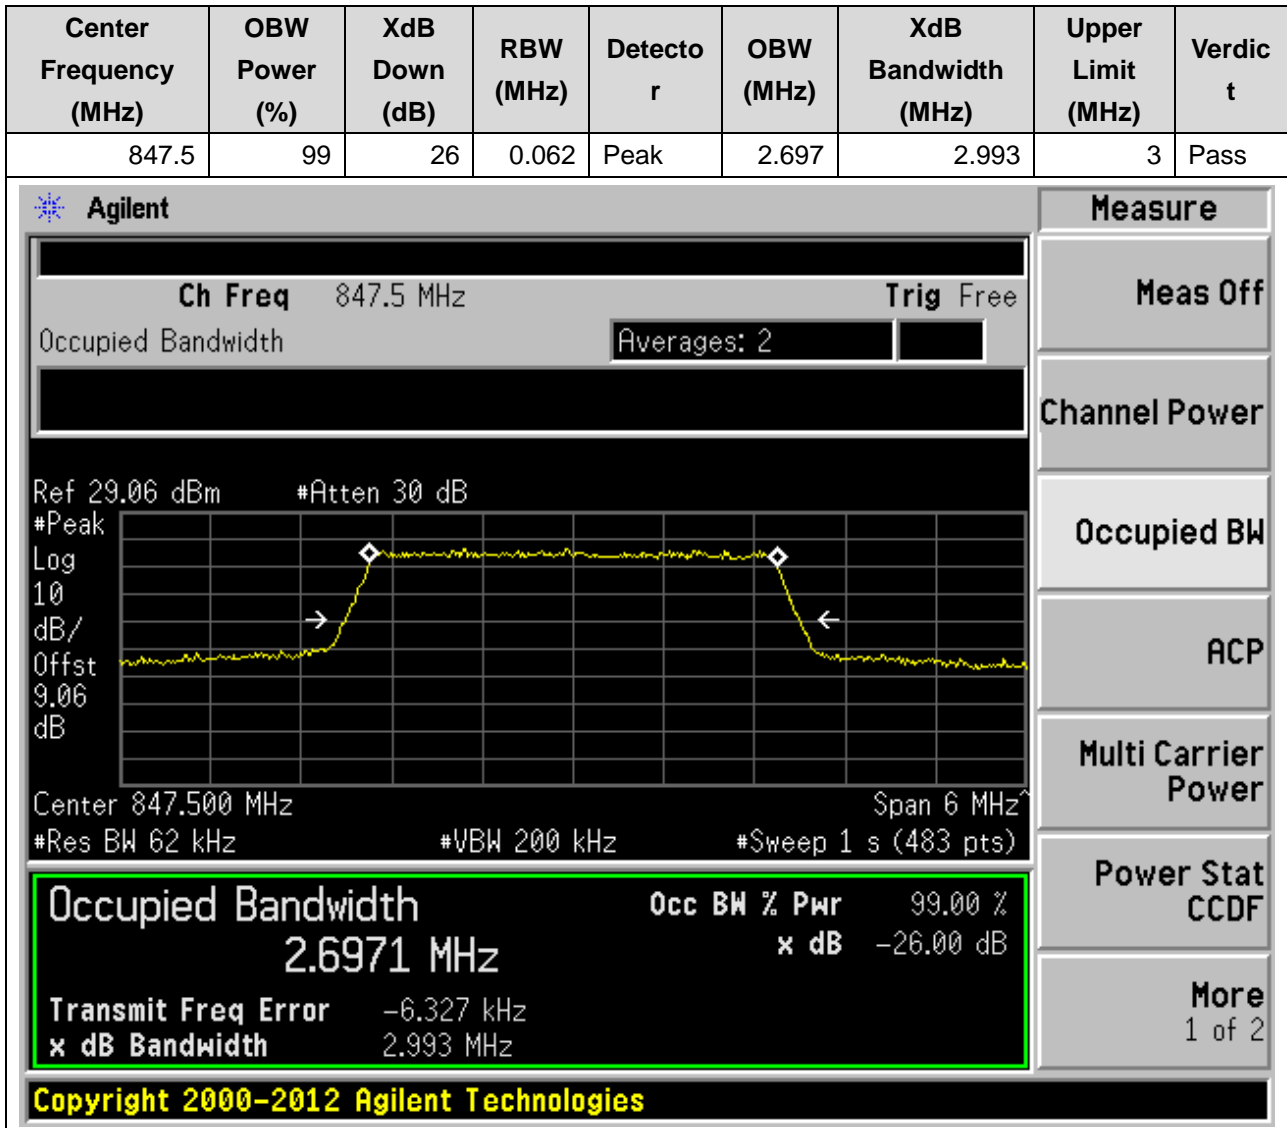 Center Frequency (MHz) OBW Power (%) XdB Down (dB) RBW (MHz) Detector OBW (MHz) XdB Bandwidth (MHz) Upper Limit (MHz) Verdict
847.5 99 26 0.062 Peak 2.697 2.993 3 Pass
Agilent
Measure
Ch Freq 847.5 MHz Trig Free
Meas Off
Occupied Bandwidth Averages: 2
Channel Power
Ref 29.06 dBm #Atten 30 dB
#Peak
Log
10
dB/
Offst
9.06
dB
Occupied BW
ACP
Multi Carrier
Power
Center 847.500 MHz Span 6 MHz^
#Res BW 62 kHz #VBW 200 kHz #Sweep 1 s (483 pts)
Power Stat
CCDF
Occupied Bandwidth Occ BW % Pwr 99.00 %
2.6971 MHz x dB -26.00 dB
More
1 of 2
Transmit Freq Error -6.327 kHz
x dB Bandwidth 2.993 MHz
Copyright 2000-2012 Agilent Technologies